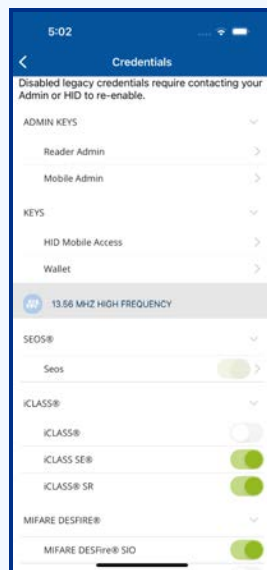 5:02
Credentials
Disabled legacy credentials require contacting your
Admin or HID to re-enable.
ADMIN KEYS
Reader Admin
Mobile Admin
KEYS
HID Mobile Access
Wallet
13.56 MHZ HIGH FREQUENCY
SEOS®
Seos
iCLASS®
iCLASS®
iCLASS SE®
iCLASS® SR
MIFARE DESFIRE®
MIFARE DESFire® SIO